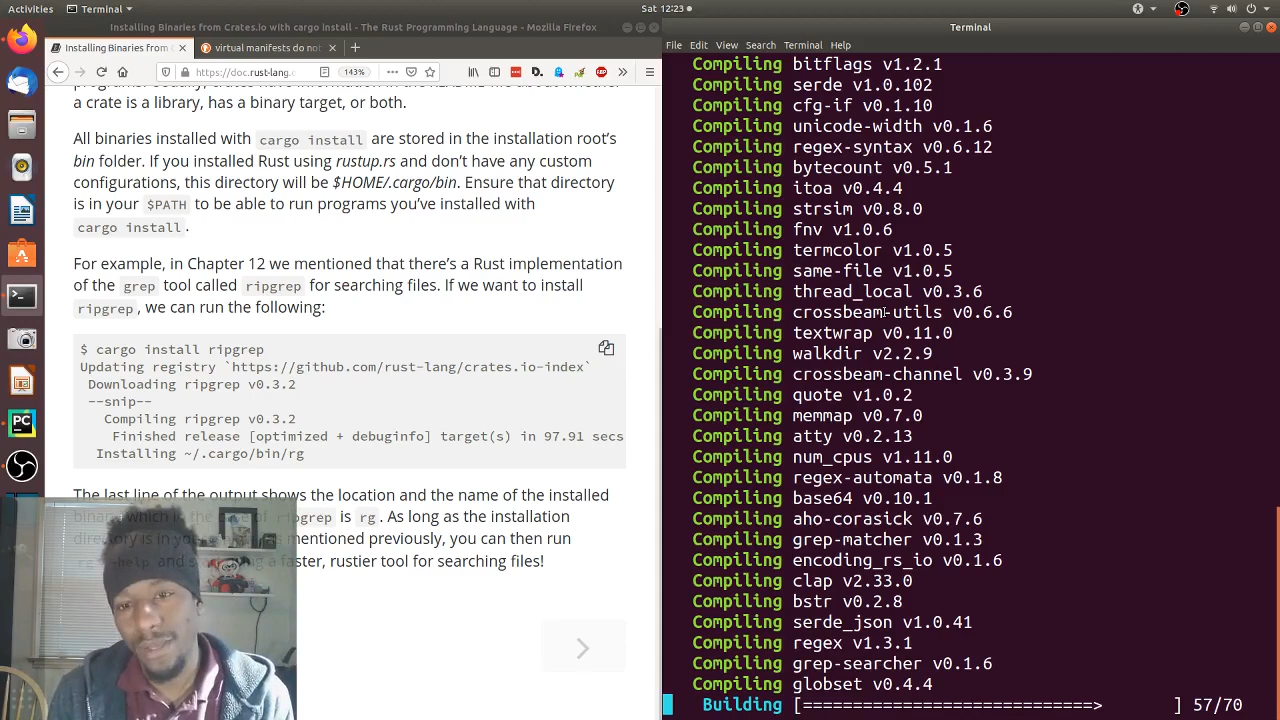 Activities
Terminal
Sat 12:23
Installing Binaries from Crates.io with cargo install - The Rust Programming Language - Mozilla Firefox
Installing Binaries from
virtual manifests do not
https://doc.rust-lang.
143%
a crate is a library, has a binary target, or both.
All binaries installed with cargo install are stored in the installation root’s
bin folder. If you installed Rust using rustup.rs and don’t have any custom
configurations, this directory will be $HOME/.cargo/bin. Ensure that directory
is in your $PATH to be able to run programs you’ve installed with
cargo install.
For example, in Chapter 12 we mentioned that there’s a Rust implementation
of the grep tool called ripgrep for searching files. If we want to install
ripgrep, we can run the following:
$ cargo install ripgrep
Updating registry `https://github.com/rust-lang/crates.io-index`
Downloading ripgrep v0.3.2
--snip--
Compiling ripgrep v0.3.2
Finished release [optimized + debuginfo] target(s) in 97.91 secs
Installing ~/.cargo/bin/rg
The last line of the output shows the location and the name of the installed
ripgrep is rg. As long as the installation
mentioned previously, you can then run
faster, rustier tool for searching files!
Terminal
File Edit View Search Terminal Help
Compiling bitflags v1.2.1
Compiling serde v1.0.102
Compiling cfg-if v0.1.10
Compiling unicode-width v0.1.6
Compiling regex-syntax v0.6.12
Compiling bytecount v0.5.1
Compiling itoa v0.4.4
Compiling strsim v0.8.0
Compiling fnv v1.0.6
Compiling termcolor v1.0.5
Compiling same-file v1.0.5
Compiling thread_local v0.3.6
Compiling crossbeam-utils v0.6.6
Compiling textwrap v0.11.0
Compiling walkdir v2.2.9
Compiling crossbeam-channel v0.3.9
Compiling quote v1.0.2
Compiling memmap v0.7.0
Compiling atty v0.2.13
Compiling num_cpus v1.11.0
Compiling regex-automata v0.1.8
Compiling base64 v0.10.1
Compiling aho-corasick v0.7.6
Compiling grep-matcher v0.1.3
Compiling encoding_rs_io v0.1.6
Compiling clap v2.33.0
Compiling bstr v0.2.8
Compiling serde_json v1.0.41
Compiling regex v1.3.1
Compiling grep-searcher v0.1.6
Compiling globset v0.4.4
Building [=============================> ] 57/70